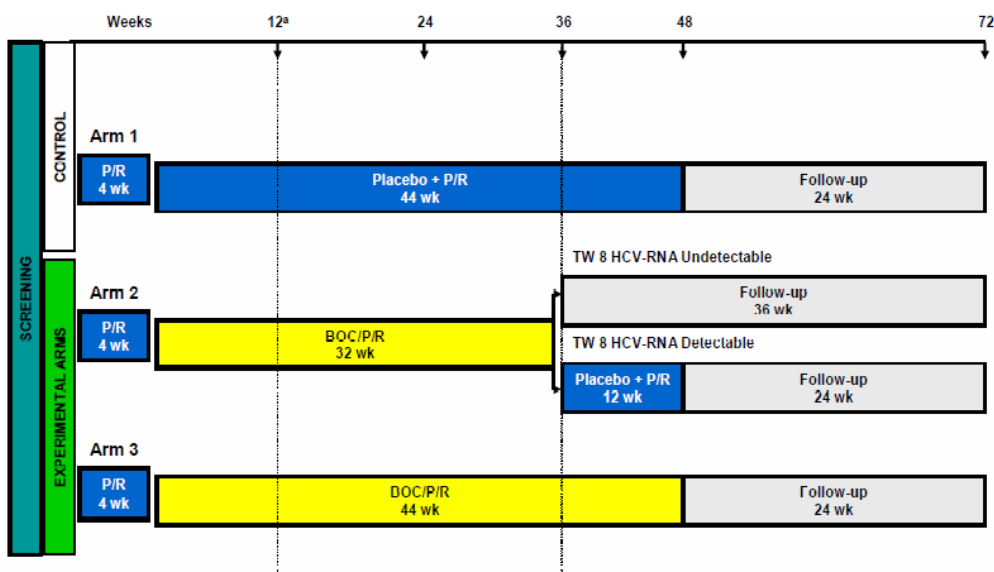 Weeks 12ª 24 36 48 72
SCREENING
CONTROL
EXPERIMENTAL ARMS
Arm 1
P/R
4 wk
Placebo + P/R
44 wk
Follow-up
24 wk
Arm 2
P/R
4 wk
BOC/P/R
32 wk
TW 8 HCV-RNA Undetectable
Follow-up
36 wk
TW 8 HCV-RNA Detectable
Placebo + P/R
12 wk
Follow-up
24 wk
Arm 3
P/R
4 wk
BOC/P/R
44 wk
Follow-up
24 wk